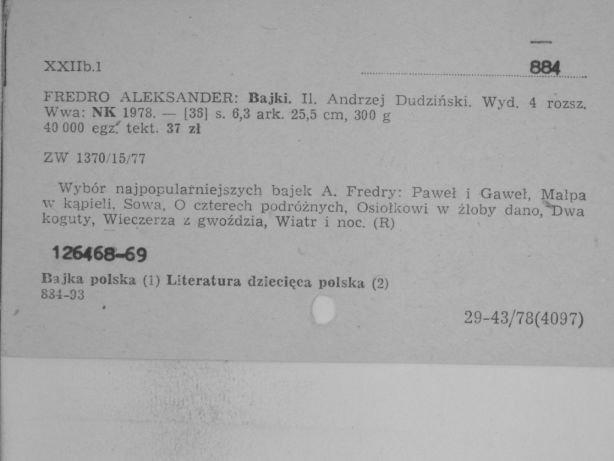 XXIIb.1 884
FREDRO ALEKSANDER: Bajki. Il. Andrzej Dudziński. Wyd. 4 rozsz.
Wwa: NK 1978. — [35] s. 6,3 ark. 25,5 cm, 300 g
40 000 egz. tekt. 37 zł
ZW 1370/15/77
Wybór najpopularniejszych bajek A. Fredry: Paweł i Gaweł, Małpa
w kąpieli, Sowa, O czterech podróżnych, Osiołkowi w żłoby dano, Dwa
koguty, Wieczerza z gwoździa, Wiatr i noc. (R)
126468-69
Bajka polska (1) Literatura dziecięca polska (2)
884-93
29-43/78(4097)